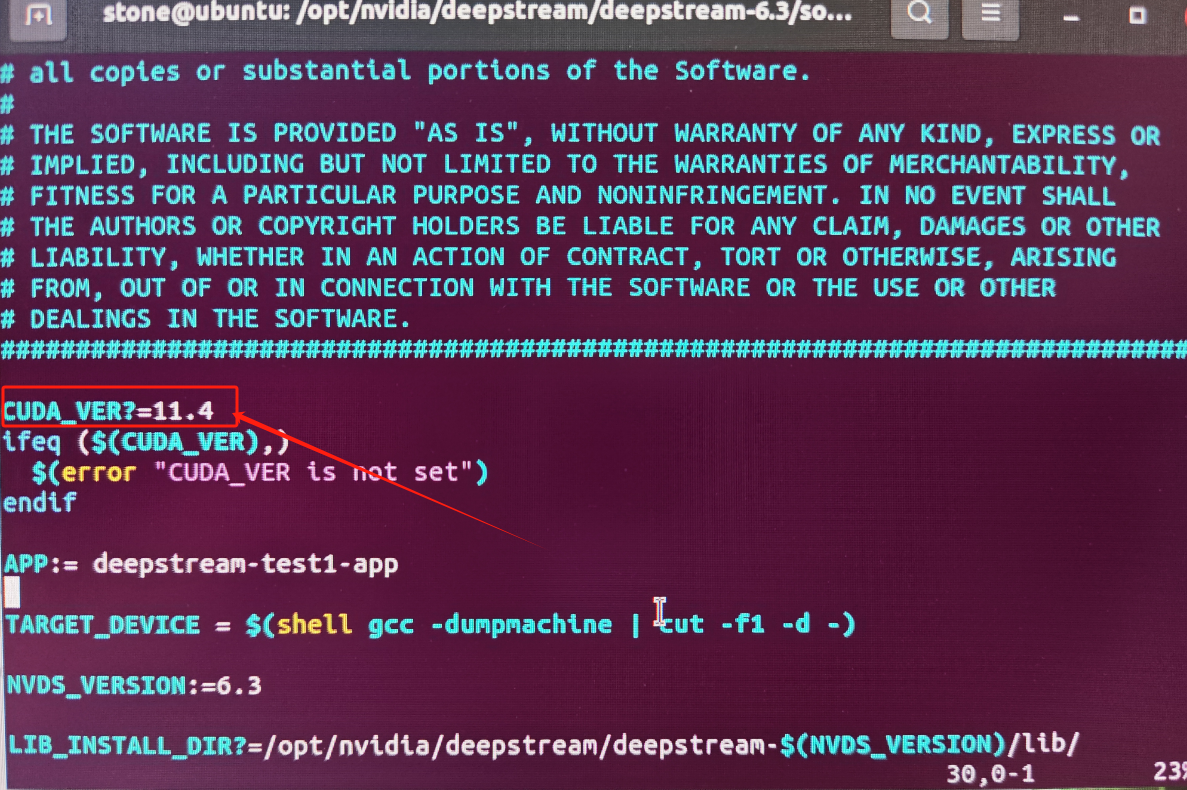 stone@ubuntu: /opt/nvidia/deepstream/deepstream-6.3/so...
# all copies or substantial portions of the Software.
#
# THE SOFTWARE IS PROVIDED "AS IS", WITHOUT WARRANTY OF ANY KIND, EXPRESS OR
# IMPLIED, INCLUDING BUT NOT LIMITED TO THE WARRANTIES OF MERCHANTABILITY,
# FITNESS FOR A PARTICULAR PURPOSE AND NONINFRINGEMENT. IN NO EVENT SHALL
# THE AUTHORS OR COPYRIGHT HOLDERS BE LIABLE FOR ANY CLAIM, DAMAGES OR OTHER
# LIABILITY, WHETHER IN AN ACTION OF CONTRACT, TORT OR OTHERWISE, ARISING
# FROM, OUT OF OR IN CONNECTION WITH THE SOFTWARE OR THE USE OR OTHER
# DEALINGS IN THE SOFTWARE.
################################################################################
CUDA_VER?=11.4
ifeq ($(CUDA_VER),)
  $(error "CUDA_VER is not set")
endif
APP:= deepstream-test1-app
TARGET_DEVICE = $(shell gcc -dumpmachine | cut -f1 -d -)
NVDS_VERSION:=6.3
LIB_INSTALL_DIR?=/opt/nvidia/deepstream/deepstream-$(NVDS_VERSION)/lib/
30,0-1 23%